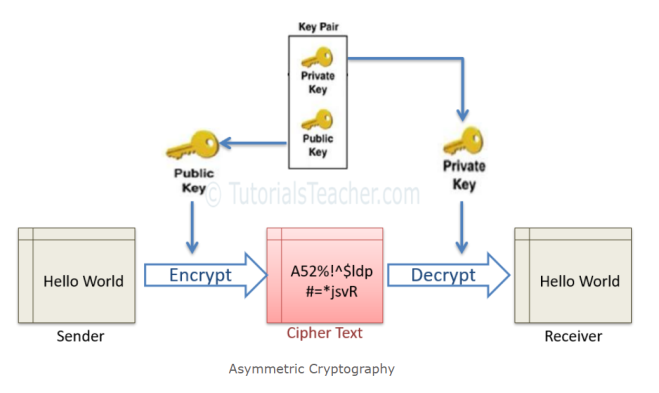 Key Pair
Private
Key
Public
Key
Public
Key
Private
Key
© TutorialsTeacher.com
Hello World
Encrypt
A52%!^$ldp
#=*jsvR
Decrypt
Hello World
Sender
Cipher Text
Receiver
Asymmetric Cryptography